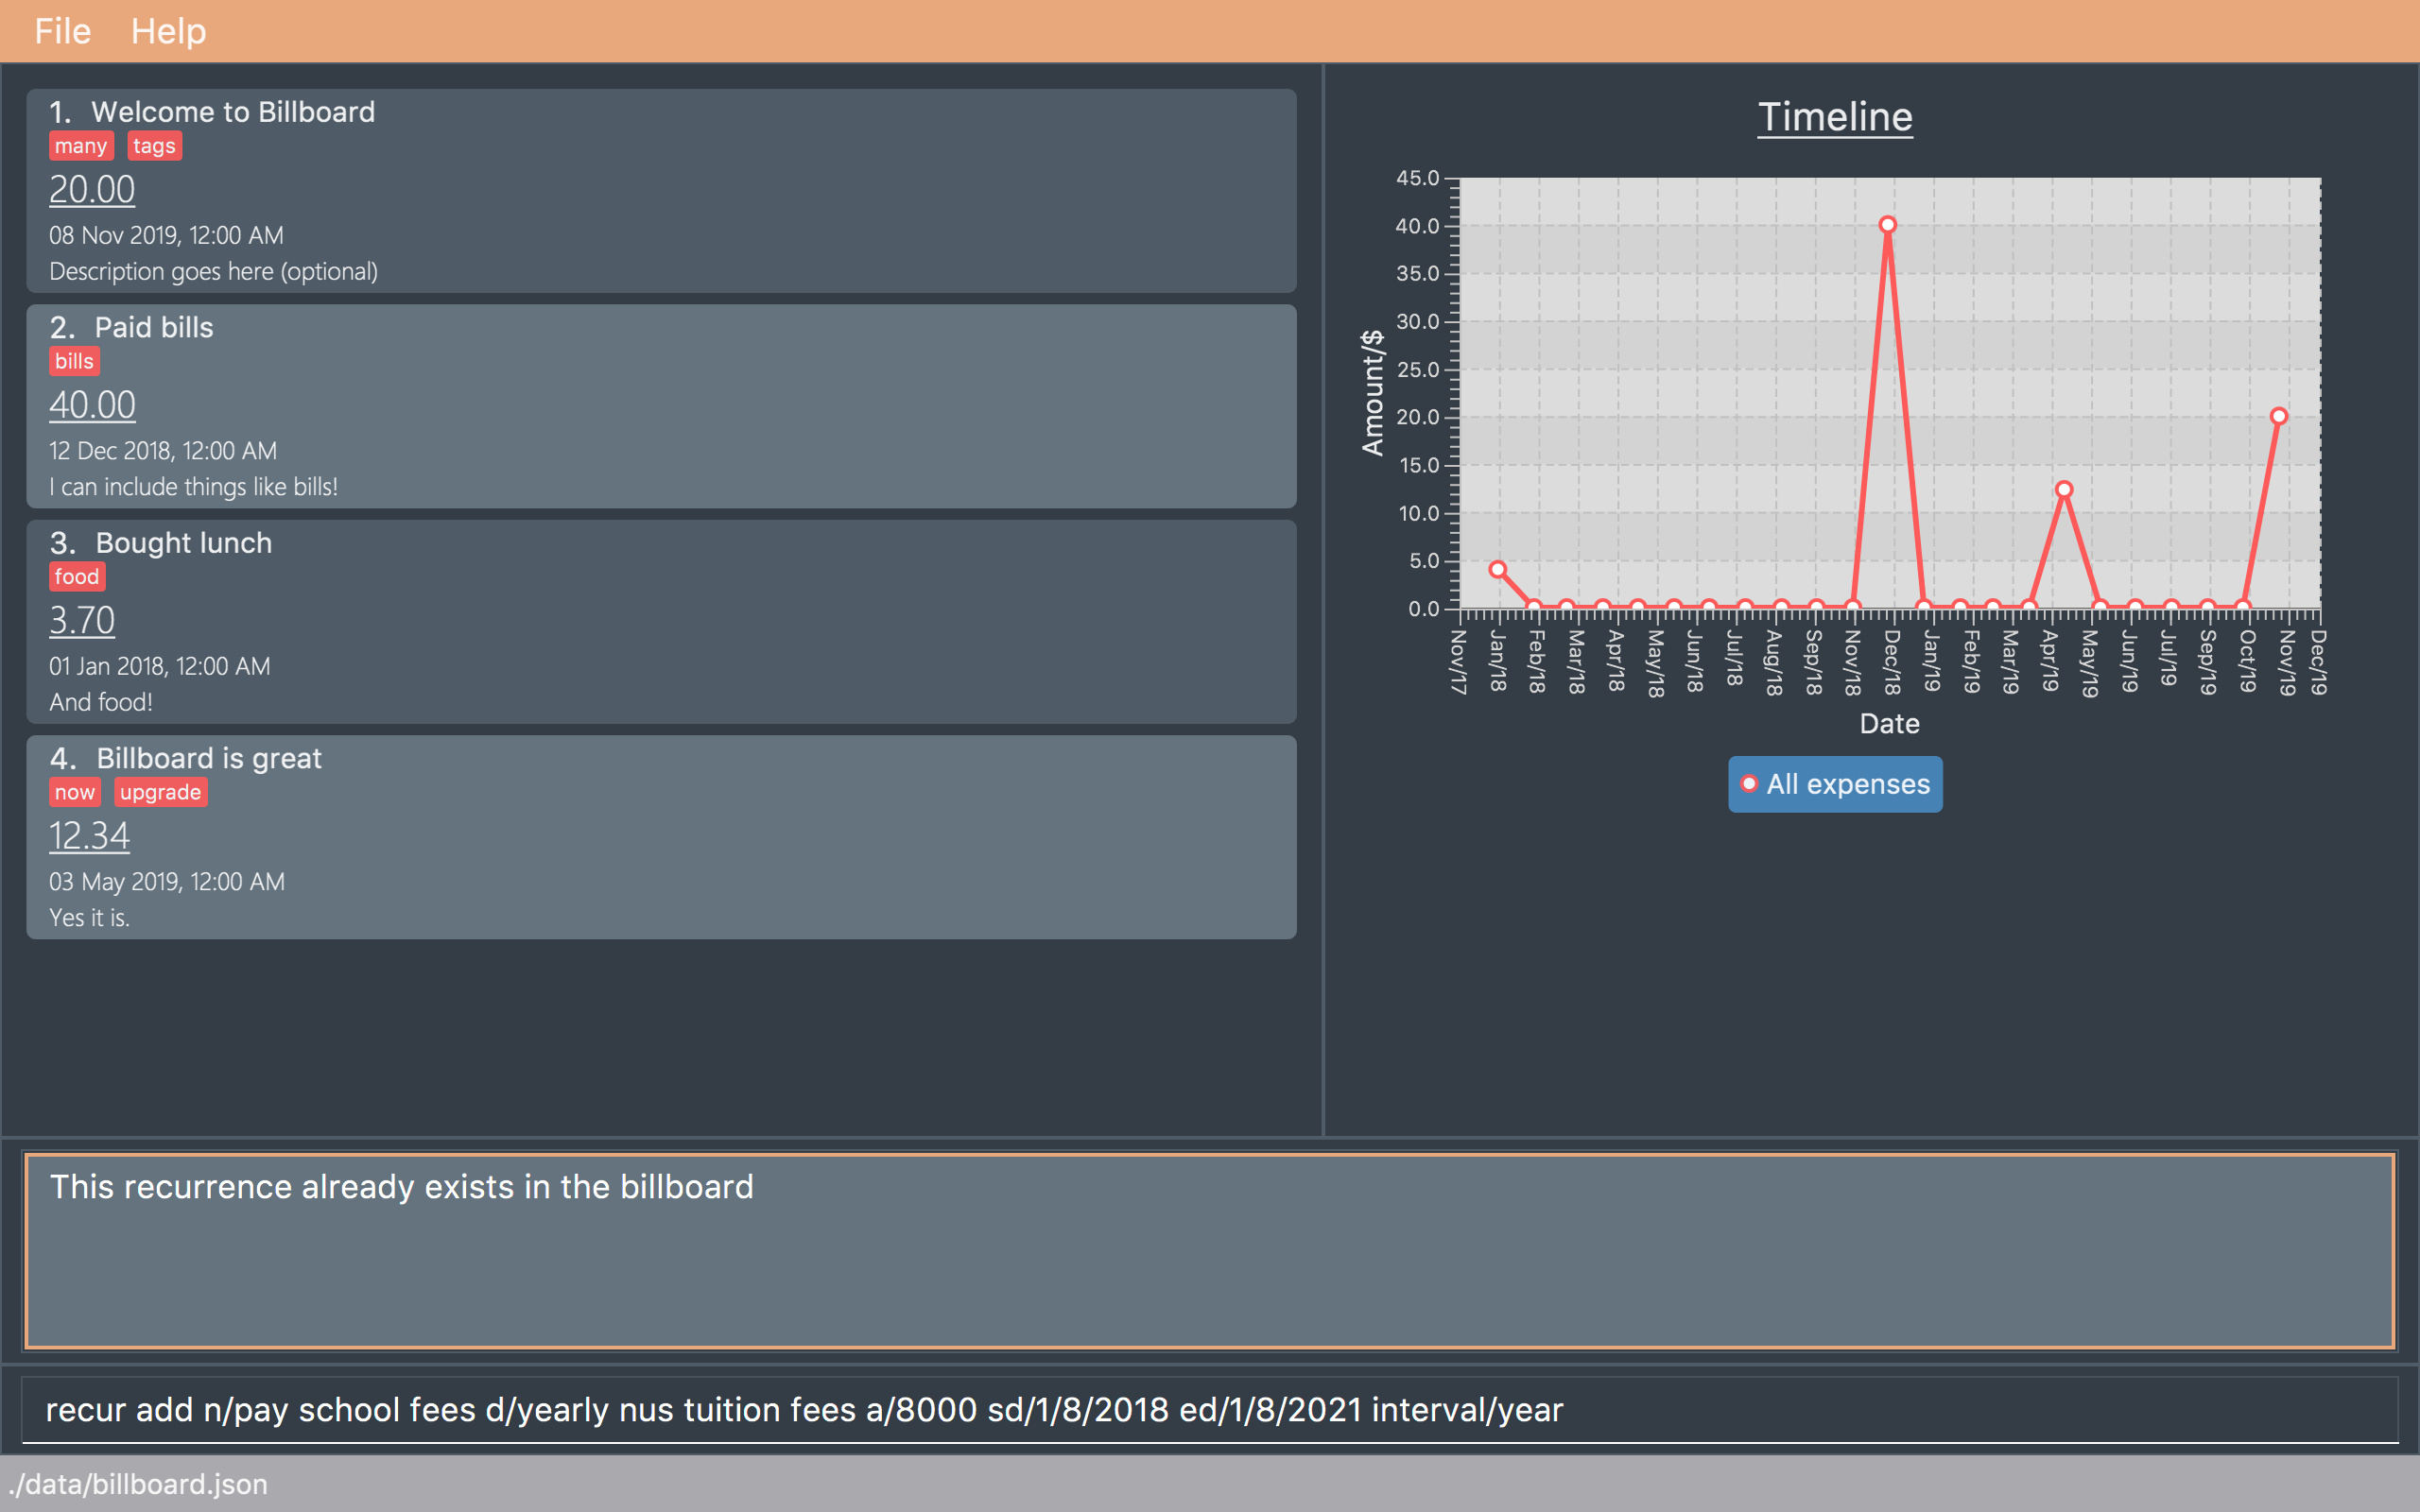 File Help
1. Welcome to Billboard
many tags
20.00
08 Nov 2019, 12:00 AM
Description goes here (optional)
2. Paid bills
bills
40.00
12 Dec 2018, 12:00 AM
I can include things like bills!
3. Bought lunch
food
3.70
01 Jan 2018, 12:00 AM
And food!
4. Billboard is great
now upgrade
12.34
03 May 2019, 12:00 AM
Yes it is.
Timeline
Amount/$
45.0
40.0
35.0
30.0
25.0
20.0
15.0
10.0
5.0
0.0
Nov/17
Jan/18
Feb/18
Mar/18
Apr/18
May/18
Jun/18
Jul/18
Aug/18
Sep/18
Nov/18
Dec/18
Jan/19
Feb/19
Mar/19
Apr/19
May/19
Jun/19
Jul/19
Sep/19
Oct/19
Nov/19
Dec/19
Date
All expenses
This recurrence already exists in the billboard
recur add n/pay school fees d/yearly nus tuition fees a/8000 sd/1/8/2018 ed/1/8/2021 interval/year
./data/billboard.json